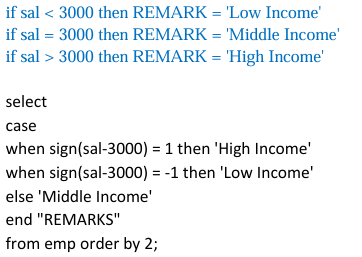 if sal < 3000 then REMARK = 'Low Income'
if sal = 3000 then REMARK = 'Middle Income'
if sal > 3000 then REMARK = 'High Income'
select
case
when sign(sal-3000) = 1 then 'High Income'
when sign(sal-3000) = -1 then 'Low Income'
else 'Middle Income'
end "REMARKS"
from emp order by 2;